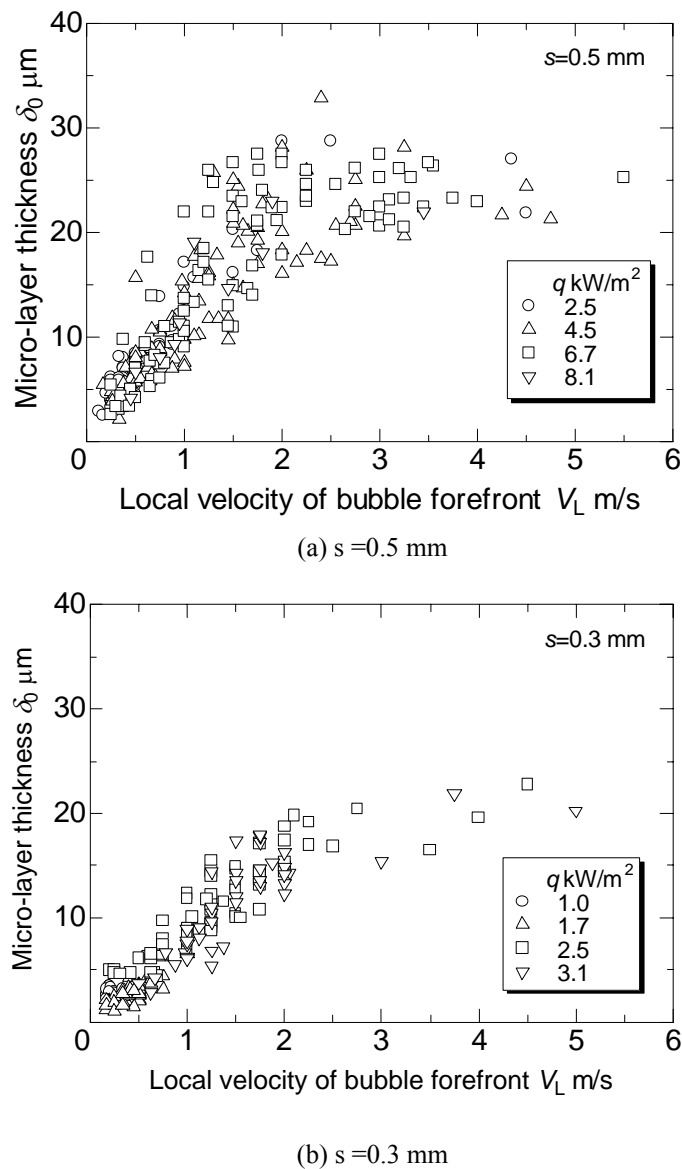 40
s=0.5 mm
30
20
10
Micro-layer thickness δ0 μm
q kW/m2
2.5
4.5
6.7
8.1
0 1 2 3 4 5 6
Local velocity of bubble forefront VL m/s
(a) s =0.5 mm
40
s=0.3 mm
30
20
10
Micro-layer thickness δ0 μm
q kW/m2
1.0
1.7
2.5
3.1
0 1 2 3 4 5 6
Local velocity of bubble forefront VL m/s
(b) s =0.3 mm